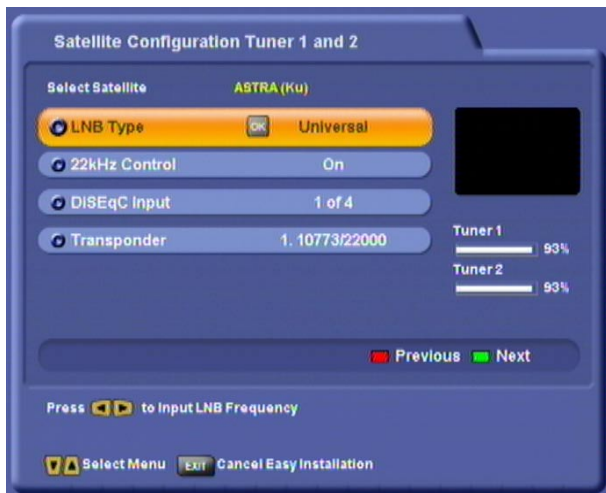 Satellite Configuration Tuner 1 and 2
Select Satellite ASTRA (Ku)
LNB Type OK Universal
22kHz Control On
DiSEqC Input 1 of 4
Transponder 1. 10773/22000
Tuner 1
93%
Tuner 2
93%
Previous Next
Press to Input LNB Frequency
Select Menu EXIT Cancel Easy Installation